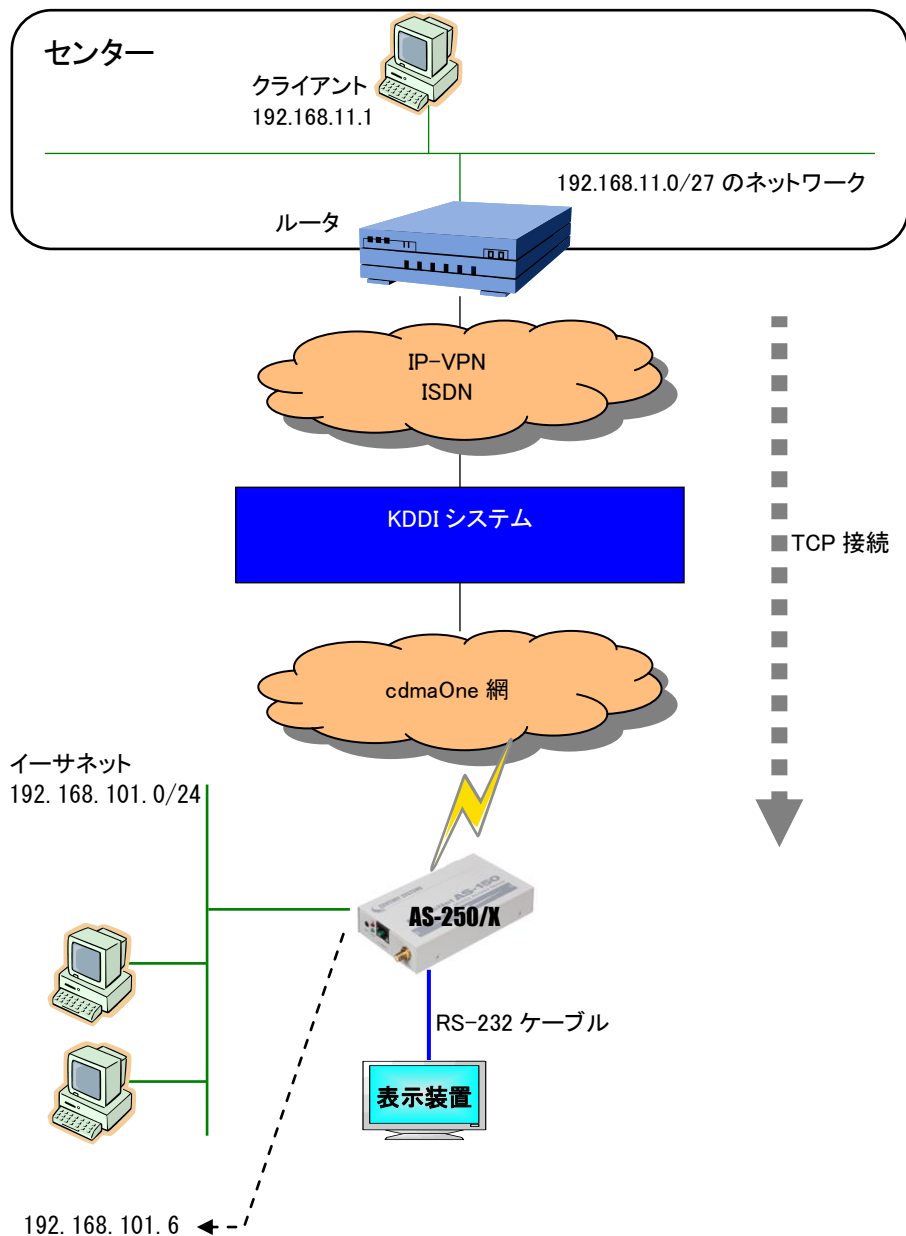 センター
クライアント
192.168.11.1
192.168.11.0/27 のネットワーク
ルータ
IP-VPN
ISDN
KDDI システム
TCP 接続
cdmaOne 網
イーサネット
192.168.101.0/24
AS-150
AS-250/X
RS-232 ケーブル
表示装置
192.168.101.6